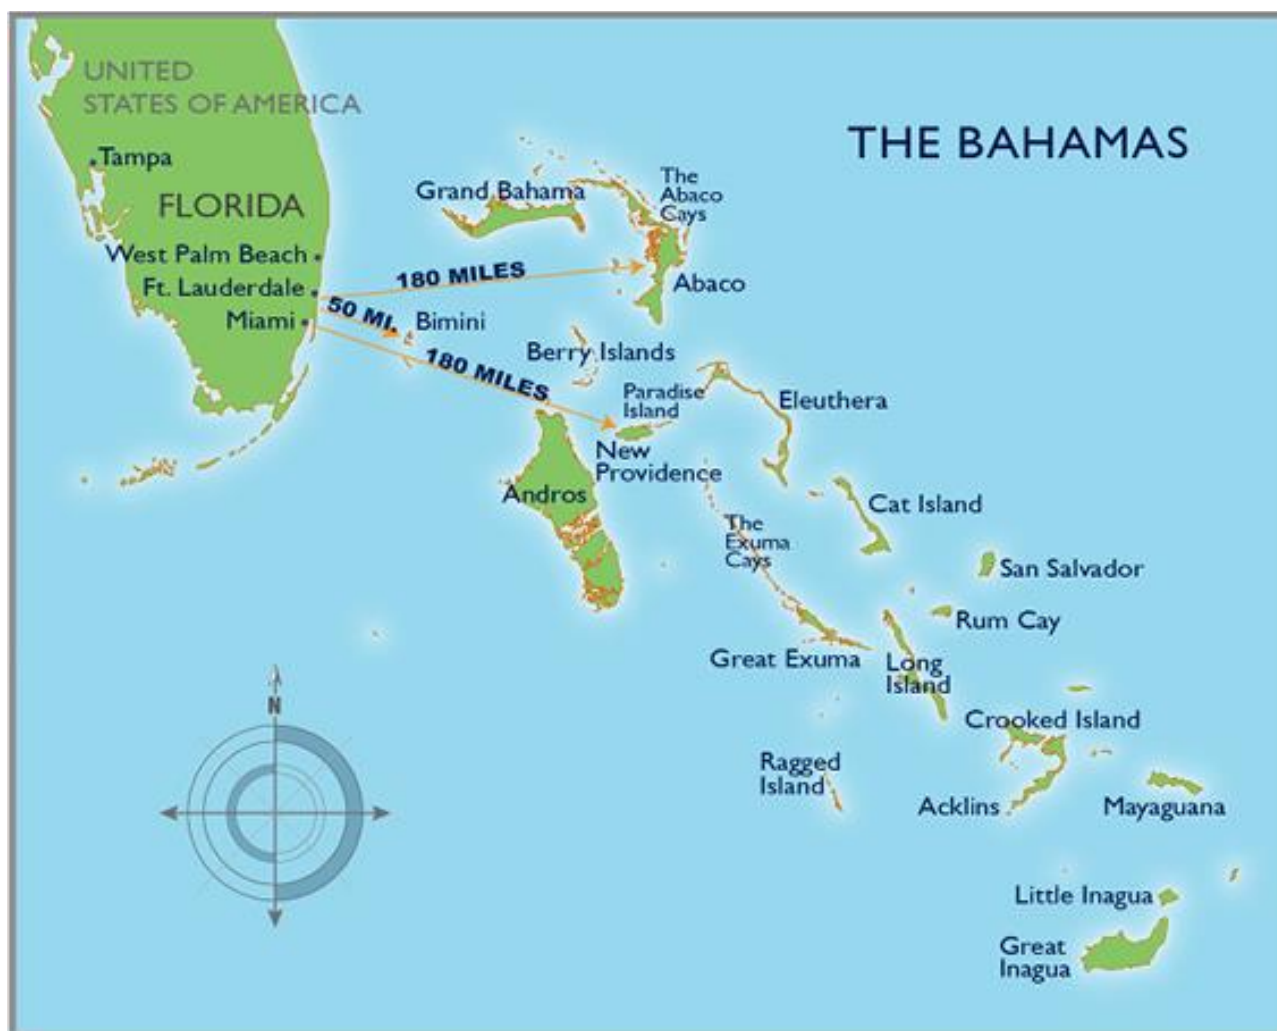 UNITED
STATES OF AMERICA
THE BAHAMAS
Tampa
FLORIDA
Grand Bahama
The
Abaco
Cays
West Palm Beach
180 MILES
Abaco
Ft. Lauderdale
50 MI.
Miami
Bimini
180 MILES
Berry Islands
Paradise
Island
Eleuthera
New
Providence
Andros
Cat Island
The
Exuma
Cays
San Salvador
Rum Cay
Great Exuma
Long
Island
N
Crooked Island
Ragged
Island
Acklins
Mayaguana
Little Inagua
Great
Inagua